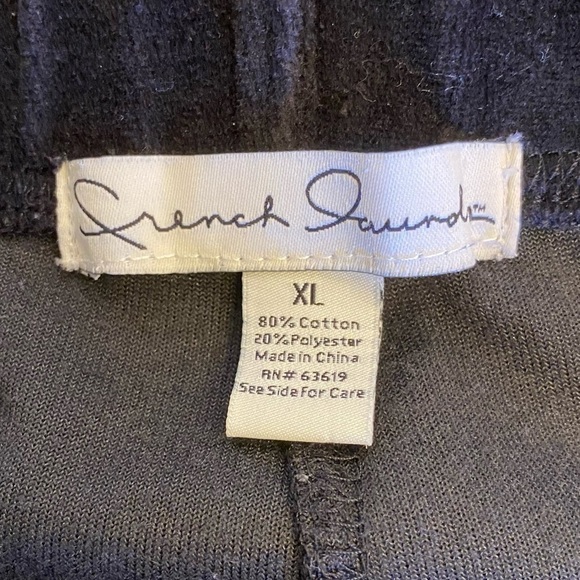 French Laundry™
XL
80% Cotton
20% Polyester
Made in China
RN# 63619
See Side For Care